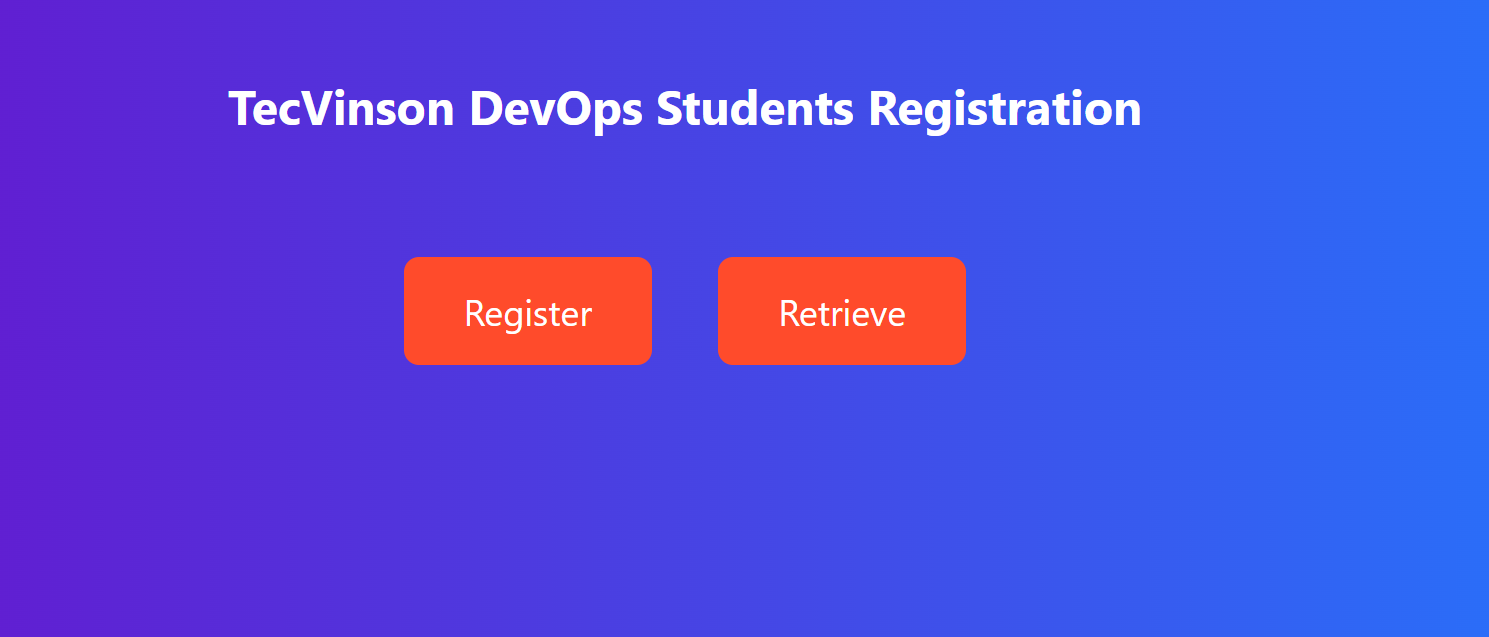 TecVinson DevOps Students Registration
Register
Retrieve